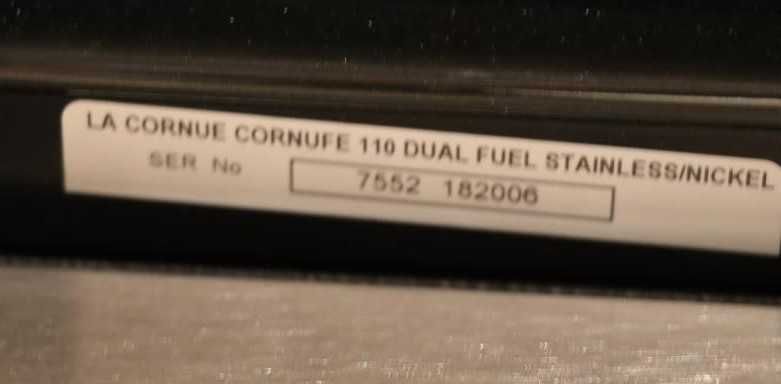 LA CORNUE CORNUFE 110 DUAL FUEL STAINLESS/NICKEL
SER No 7552 182006